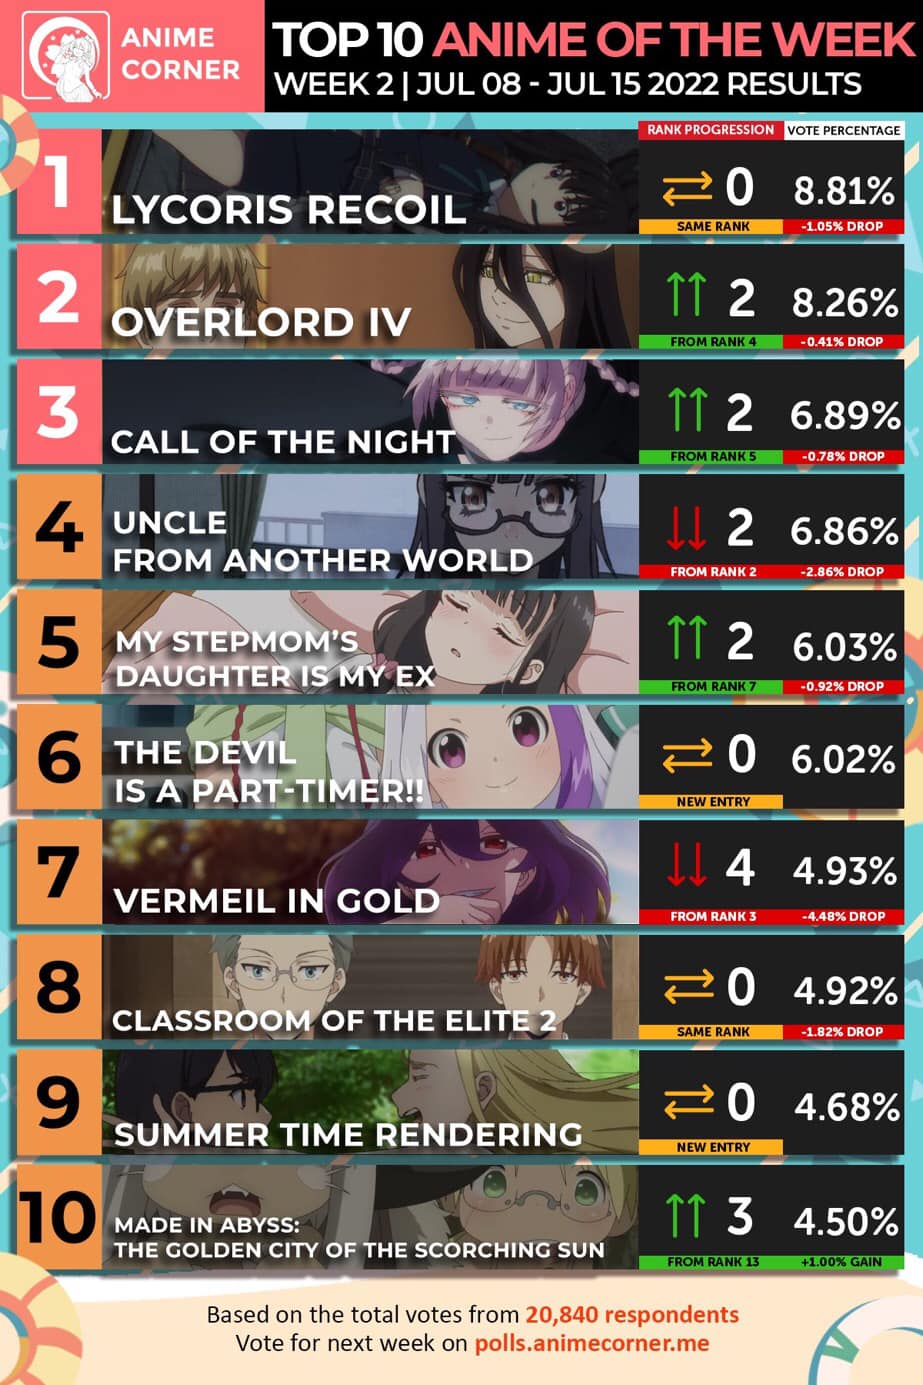 ANIME
CORNER
TOP 10 ANIME OF THE WEEK
WEEK 2 | JUL 08 - JUL 15 2022 RESULTS
RANK PROGRESSION VOTE PERCENTAGE
1 LYCORIS RECOIL 0 8.81%
SAME RANK -1.05% DROP
2 OVERLORD IV 2 8.26%
FROM RANK 4 -0.41% DROP
3 CALL OF THE NIGHT 2 6.89%
FROM RANK 5 -0.78% DROP
4 UNCLE
FROM ANOTHER WORLD 2 6.86%
FROM RANK 2 -2.86% DROP
5 MY STEPMOM'S
DAUGHTER IS MY EX 2 6.03%
FROM RANK 7 -0.92% DROP
6 THE DEVIL
IS A PART-TIMER!! 0 6.02%
NEW ENTRY
7 VERMEIL IN GOLD 4 4.93%
FROM RANK 3 -4.48% DROP
8 CLASSROOM OF THE ELITE 2 0 4.92%
SAME RANK -1.82% DROP
9 SUMMER TIME RENDERING 0 4.68%
NEW ENTRY
10 MADE IN ABYSS:
THE GOLDEN CITY OF THE SCORCHING SUN 3 4.50%
FROM RANK 13 +1.00% GAIN
Based on the total votes from 20,840 respondents
Vote for next week on polls.animecorner.me